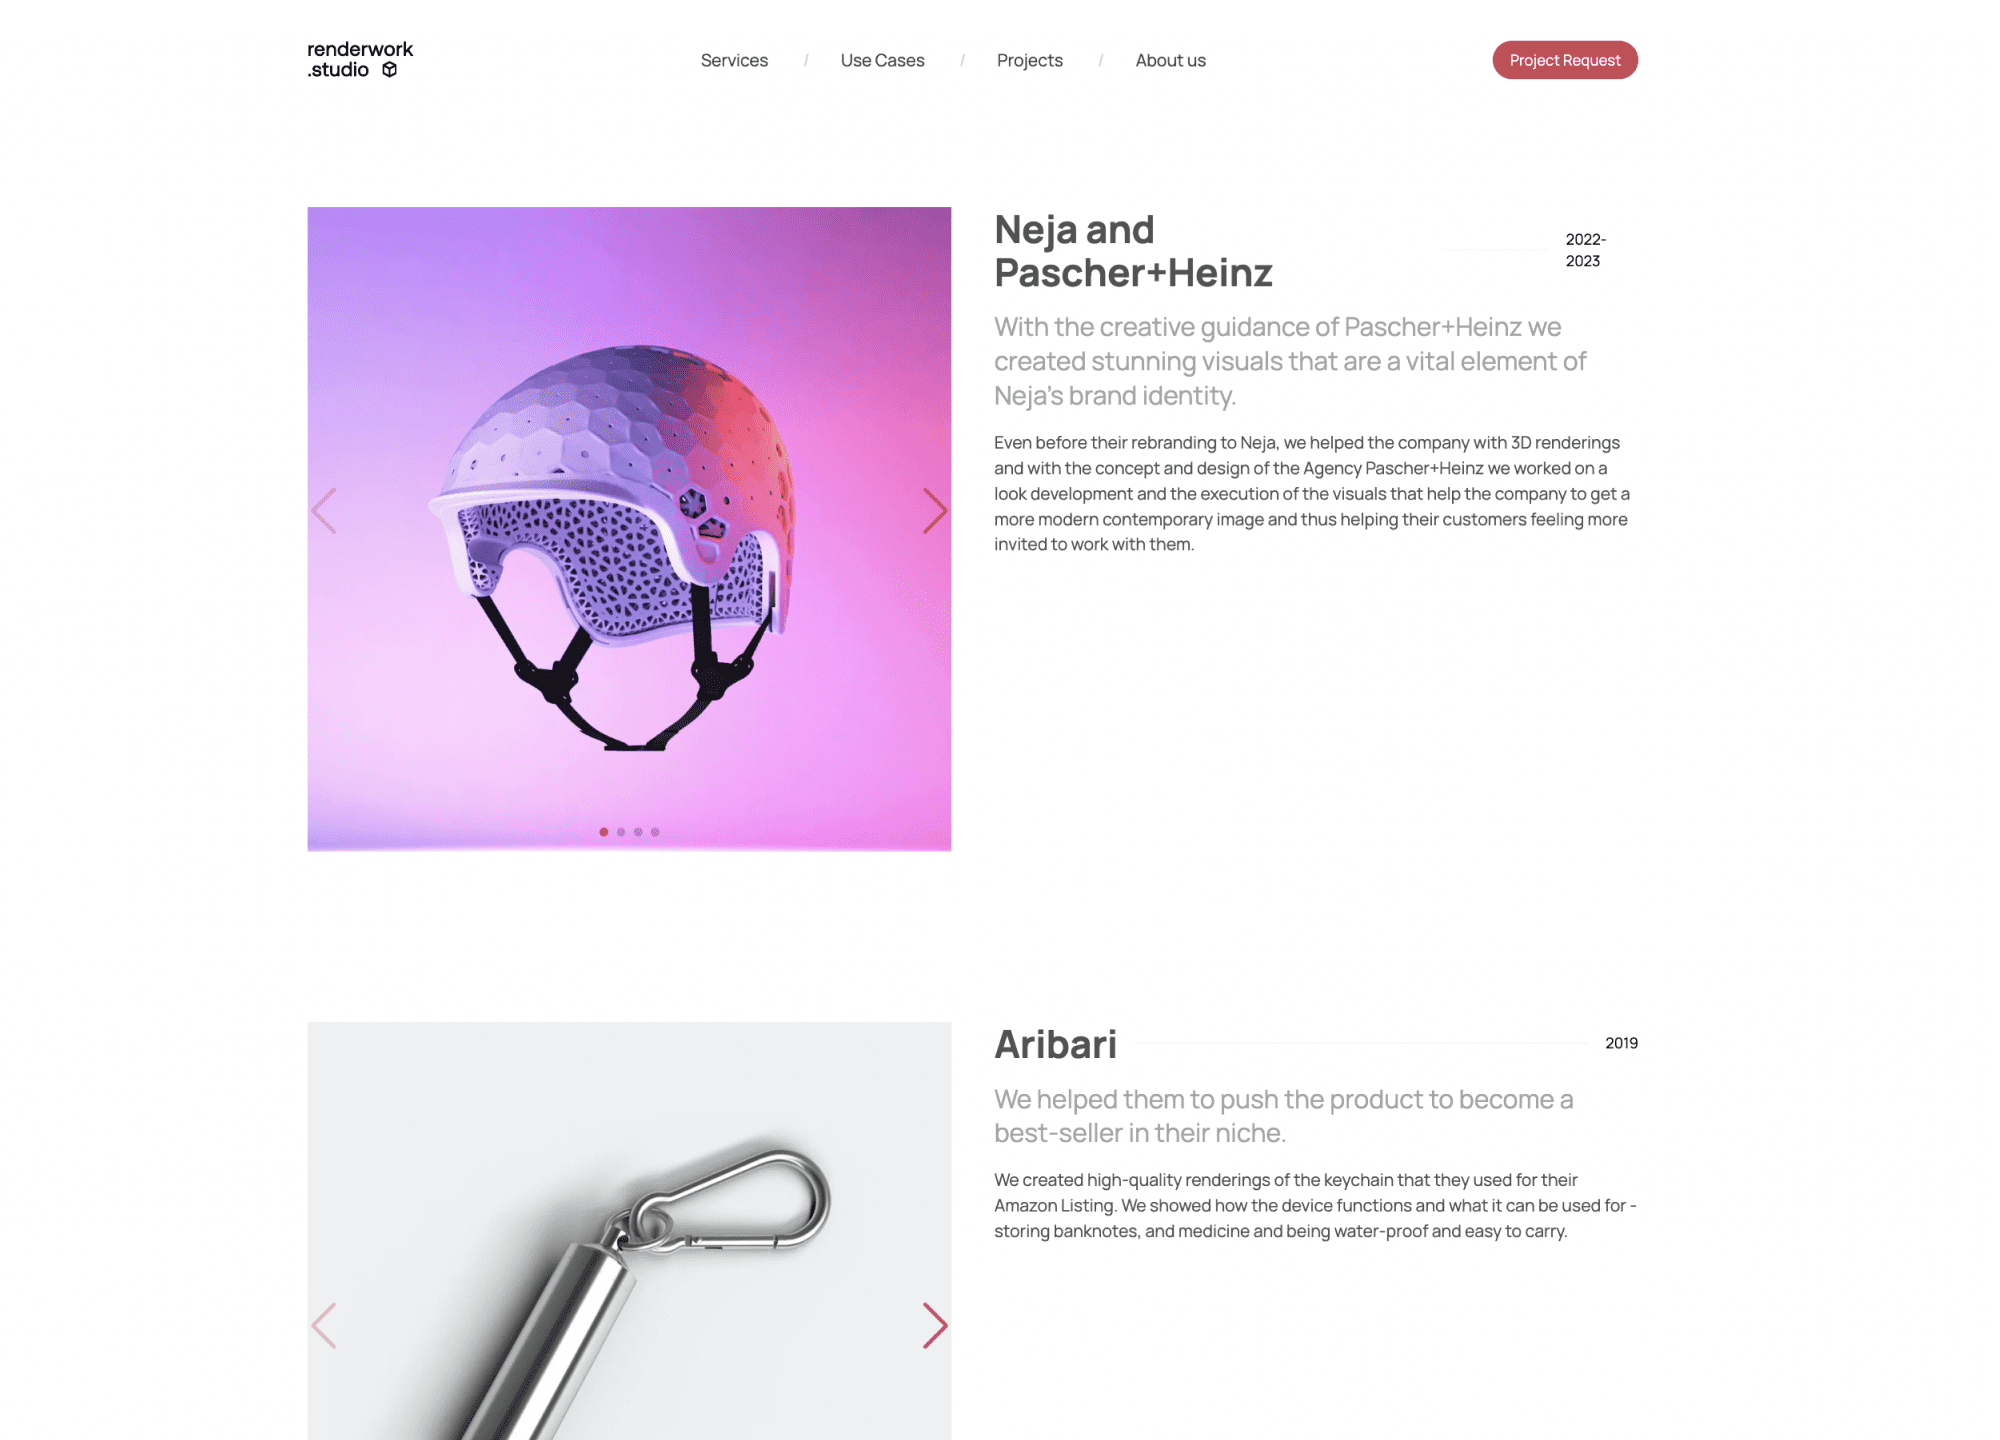 renderwork
.studio
Services / Use Cases / Projects / About us
Project Request
Neja and
Pascher+Heinz
2022-
2023
With the creative guidance of Pascher+Heinz we
created stunning visuals that are a vital element of
Neja's brand identity.
Even before their rebranding to Neja, we helped the company with 3D renderings
and with the concept and design of the Agency Pascher+Heinz we worked on a
look development and the execution of the visuals that help the company to get a
more modern contemporary image and thus helping their customers feeling more
invited to work with them.
Aribari
2019
We helped them to push the product to become a
best-seller in their niche.
We created high-quality renderings of the keychain that they used for their
Amazon Listing. We showed how the device functions and what it can be used for -
storing banknotes, and medicine and being water-proof and easy to carry.